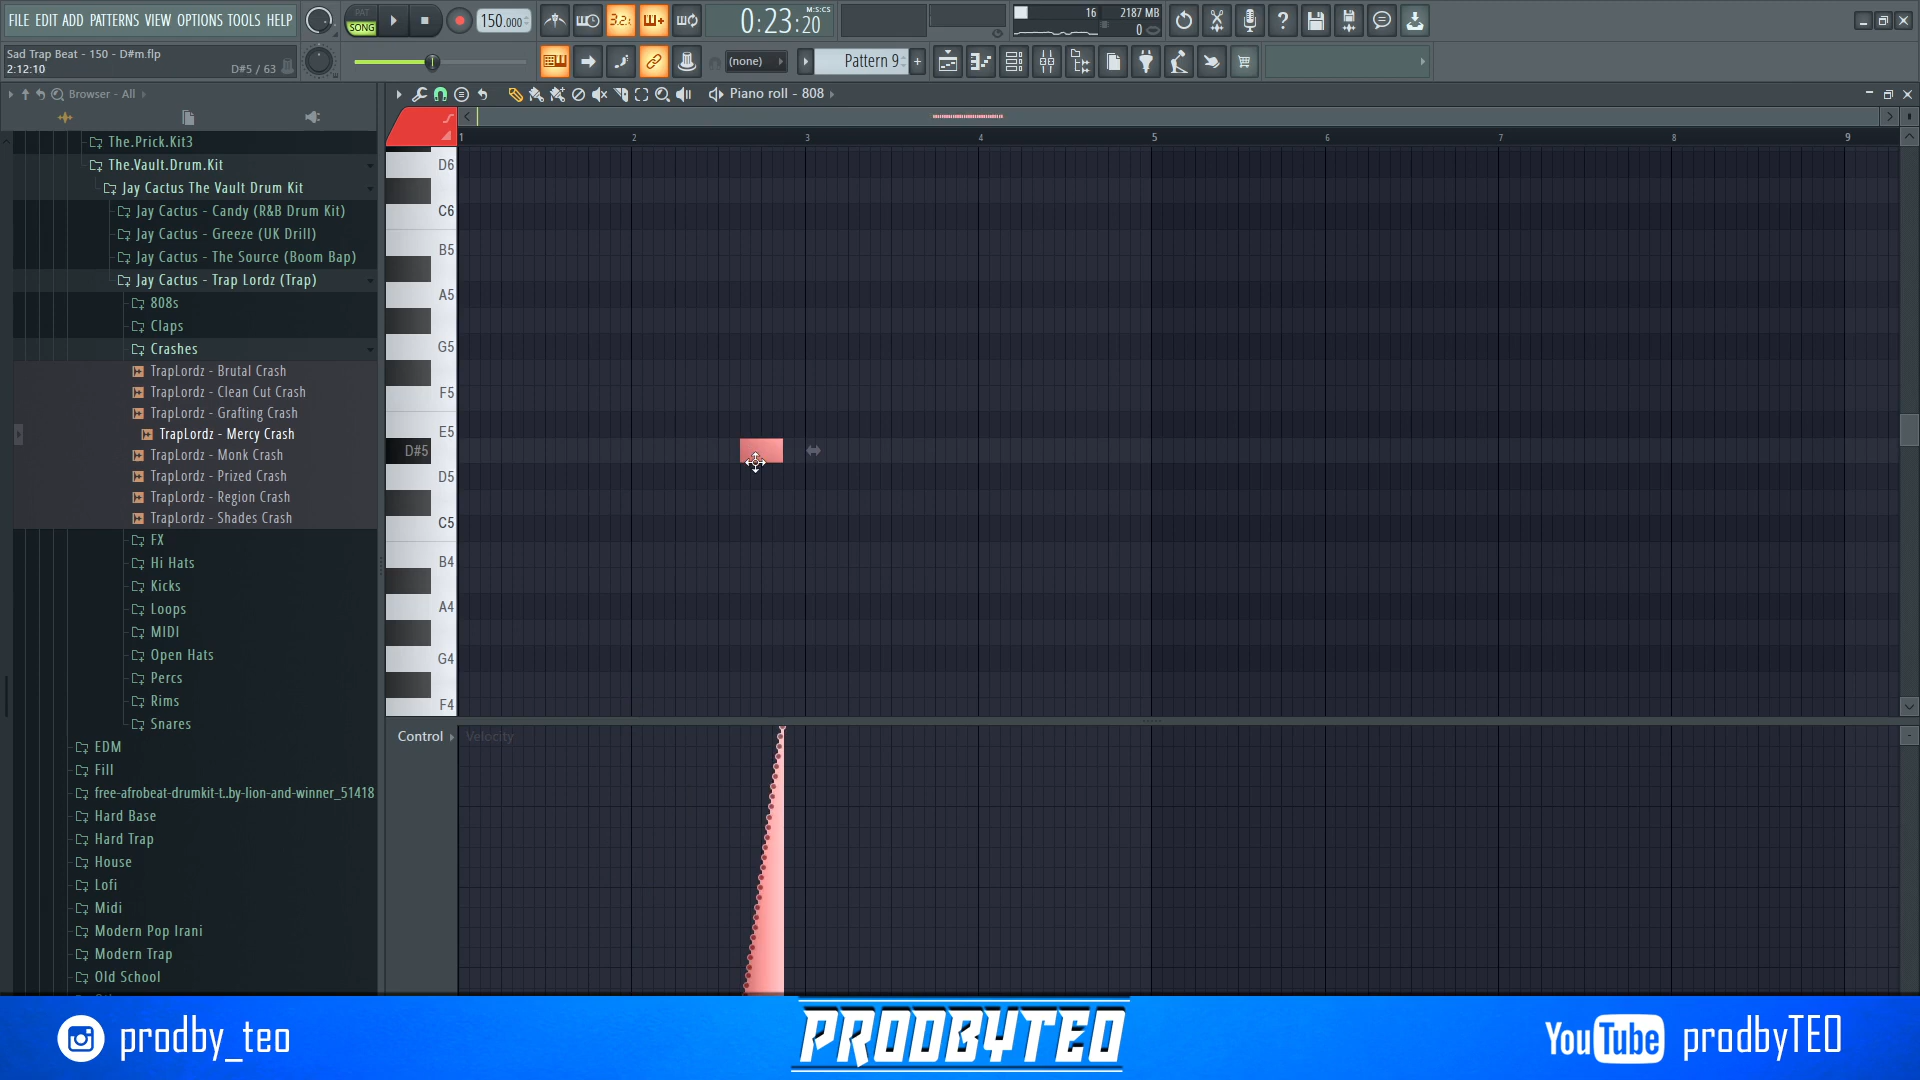 FILE EDIT ADD PATTERNS VIEW OPTIONS TOOLS HELP
PAT
SONG
150.000
3.2.
0:23:20
M:S:CS
16
2187 MB
0
Sad Trap Beat - 150 - D#m.flp
2:12:10
D#5 / 63
(none)
Pattern 9
+
Browser - All
Piano roll - 808
The.Prick.Kit3
The.Vault.Drum.Kit
Jay Cactus The Vault Drum Kit
Jay Cactus - Candy (R&B Drum Kit)
Jay Cactus - Greeze (UK Drill)
Jay Cactus - The Source (Boom Bap)
Jay Cactus - Trap Lordz (Trap)
808s
Claps
Crashes
TrapLordz - Brutal Crash
TrapLordz - Clean Cut Crash
TrapLordz - Grafting Crash
TrapLordz - Mercy Crash
TrapLordz - Monk Crash
TrapLordz - Prized Crash
TrapLordz - Region Crash
TrapLordz - Shades Crash
FX
Hi Hats
Kicks
Loops
MIDI
Open Hats
Percs
Rims
Snares
EDM
Fill
free-afrobeat-drumkit-t..by-lion-and-winner_51418
Hard Base
Hard Trap
House
Lofi
Midi
Modern Pop Irani
Modern Trap
Old School
1 2 3 4 5 6 7 8 9
D6
C6
B5
A5
G5
F5
E5
D#5
D5
C5
B4
A4
G4
F4
Control
Velocity
prodby_teo
PRODBYTEO
YouTube prodbyTEO